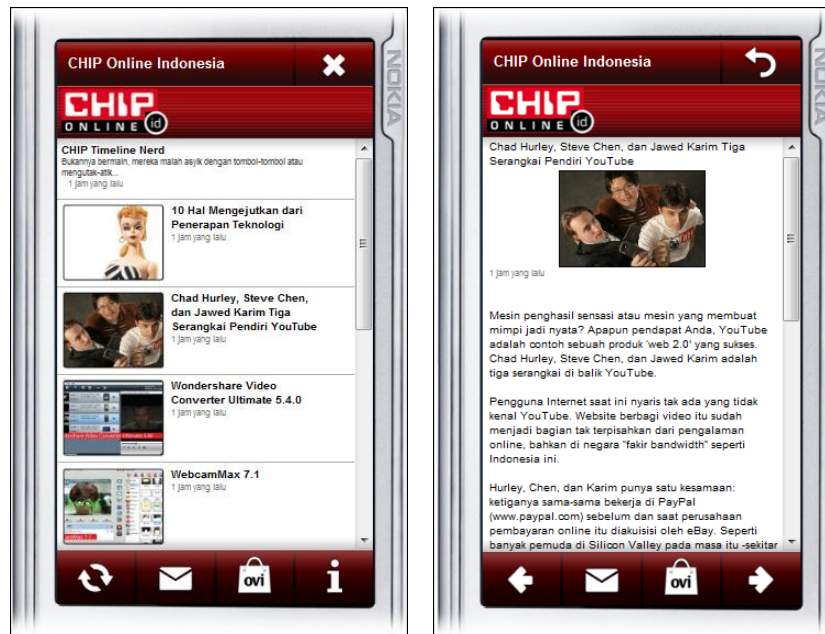 CHIP Online Indonesia
CHIP
ONLINE id
CHIP Timeline Nerd
Bukannya bermain, mereka malah asyik dengan tombol-tombol atau
mengutak-atik...
1 jam yang lalu
10 Hal Mengejutkan dari
Penerapan Teknologi
1 jam yang lalu
Chad Hurley, Steve Chen,
dan Jawed Karim Tiga
Serangkai Pendiri YouTube
1 jam yang lalu
Wondershare Video
Converter Ultimate 5.4.0
1 jam yang lalu
WebcamMax 7.1
1 jam yang lalu
ovi
NOKIA
CHIP Online Indonesia
CHIP
ONLINE id
Chad Hurley, Steve Chen, dan Jawed Karim Tiga
Serangkai Pendiri YouTube
1 jam yang lalu
Mesin penghasil sensasi atau mesin yang membuat
mimpi jadi nyata? Apapun pendapat Anda, YouTube
adalah contoh sebuah produk 'web 2.0' yang sukses.
Chad Hurley, Steve Chen, dan Jawed Karim adalah
tiga serangkai di balik YouTube.
Pengguna Internet saat ini nyaris tak ada yang tidak
kenal YouTube. Website berbagi video itu sudah
menjadi bagian tak terpisahkan dari pengalaman
online, bahkan di negara "fakir bandwidth" seperti
Indonesia ini.
Hurley, Chen, dan Karim punya satu kesamaan:
ketiganya sama-sama bekerja di PayPal
(www.paypal.com) sebelum dan saat perusahaan
pembayaran online itu diakuisisi oleh eBay. Seperti
banyak pemuda di Silicon Valley pada masa itu -sekitar
ovi
NOKIA